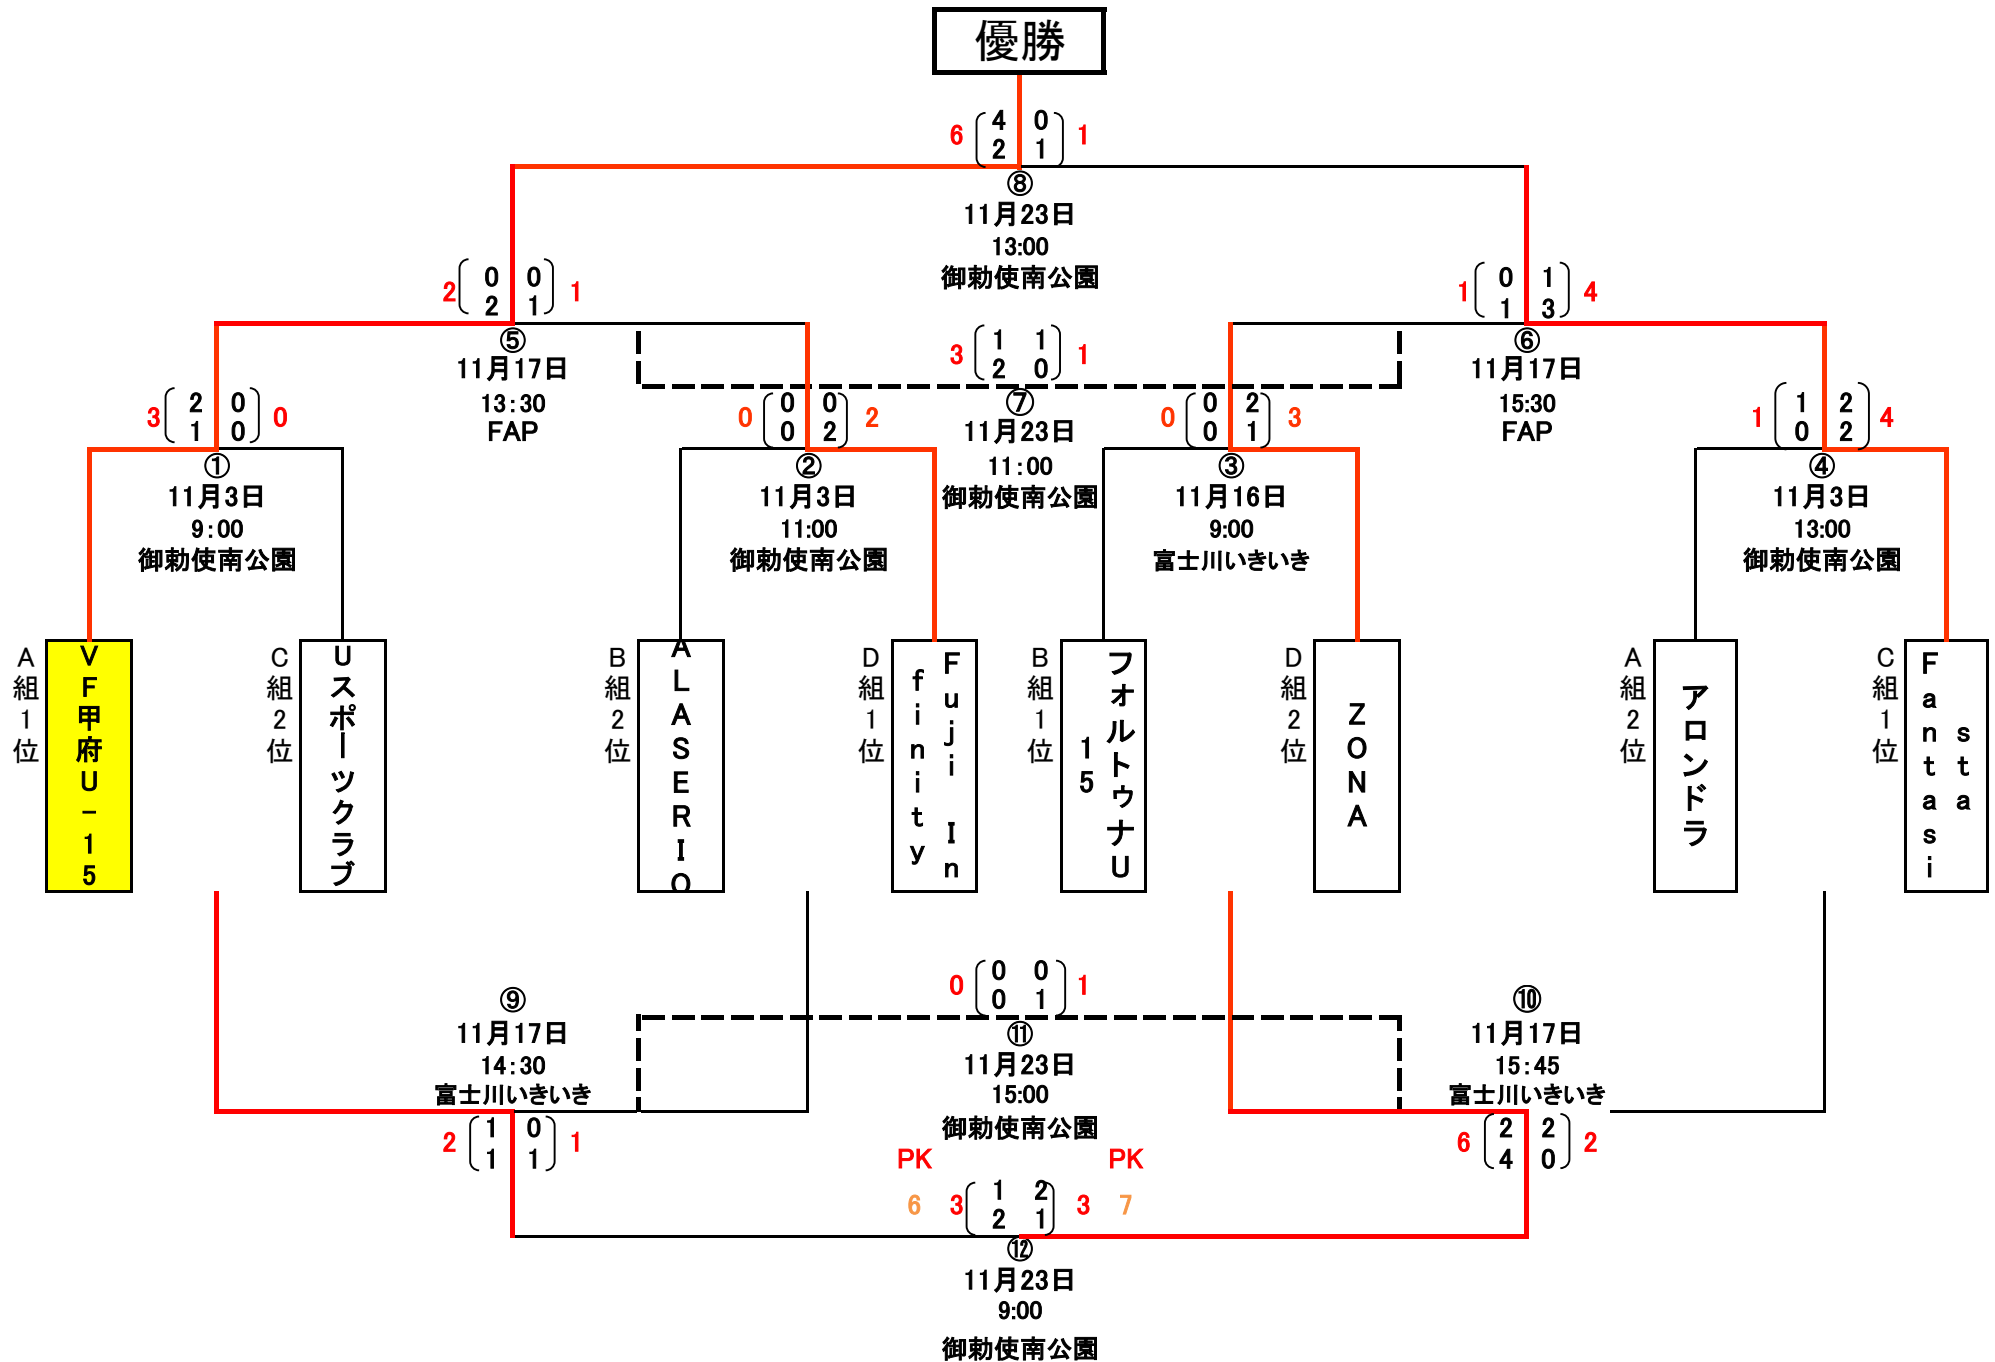 優勝
6 4 0 1
2 1
⑧
11月23日
13:00
御勅使南公園
2 0 0 1
2 1
⑤
11月17日
13:30
FAP
1 0 1 4
1 3
⑥
11月17日
15:30
FAP
3 1 1 1
2 0
⑦
11月23日
11:00
御勅使南公園
3 2 0 0
1 0
①
11月3日
9:00
御勅使南公園
0 0 0 2
0 2
②
11月3日
11:00
御勅使南公園
0 0 2 3
0 1
③
11月16日
9:00
富士川いきいき
1 1 2 4
0 2
④
11月3日
13:00
御勅使南公園
A組1位
VF甲府U-15
C組2位
Uスポーツクラブ
B組2位
ALASERIO
D組1位
Fuji In
finity
B組1位
フォルトゥナU
15
D組2位
ZONA
A組2位
アロンドラ
C組1位
Fantasi
sta
⑨
11月17日
14:30
富士川いきいき
2 1 0 1
1 1
0 0 0 1
0 1
⑪
11月23日
15:00
御勅使南公園
⑩
11月17日
15:45
富士川いきいき
6 2 2 2
4 0
PK PK
6 3 1 2 3 7
2 1
⑫
11月23日
9:00
御勅使南公園